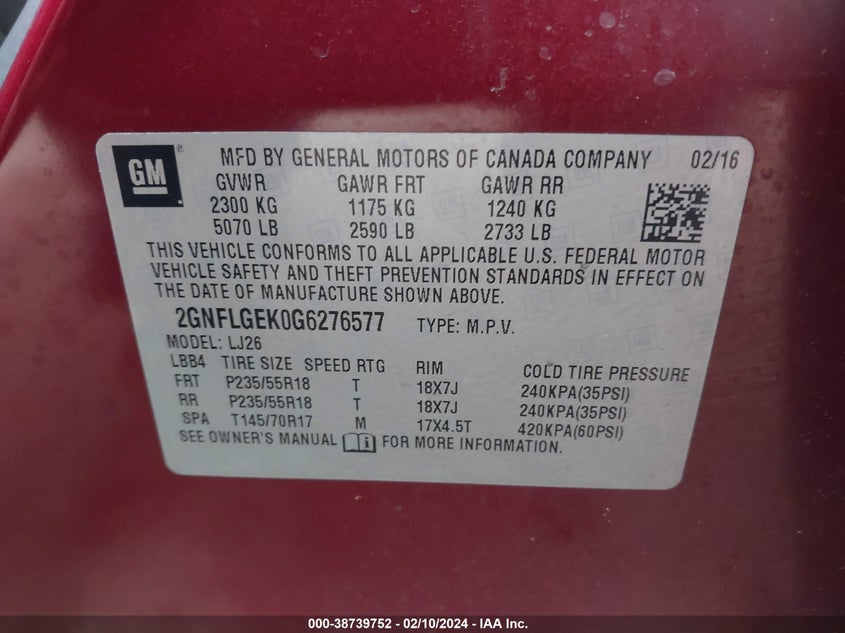 GM MFD BY GENERAL MOTORS OF CANADA COMPANY 02/16
GVWR GAWR FRT GAWR RR
2300 KG 1175 KG 1240 KG
5070 LB 2590 LB 2733 LB
THIS VEHICLE CONFORMS TO ALL APPLICABLE U.S. FEDERAL MOTOR
VEHICLE SAFETY AND THEFT PREVENTION STANDARDS IN EFFECT ON
THE DATE OF MANUFACTURE SHOWN ABOVE.
2GNFLGEK0G6276577 TYPE: M.P.V.
MODEL: LJ26
LBB4 TIRE SIZE SPEED RTG RIM COLD TIRE PRESSURE
FRT P235/55R18 T 18X7J 240KPA(35PSI)
RR P235/55R18 T 18X7J 240KPA(35PSI)
SPA T145/70R17 M 17X4.5T 420KPA(60PSI)
SEE OWNER'S MANUAL i FOR MORE INFORMATION.
000-38739752 — 02/10/2024 — IAA Inc.